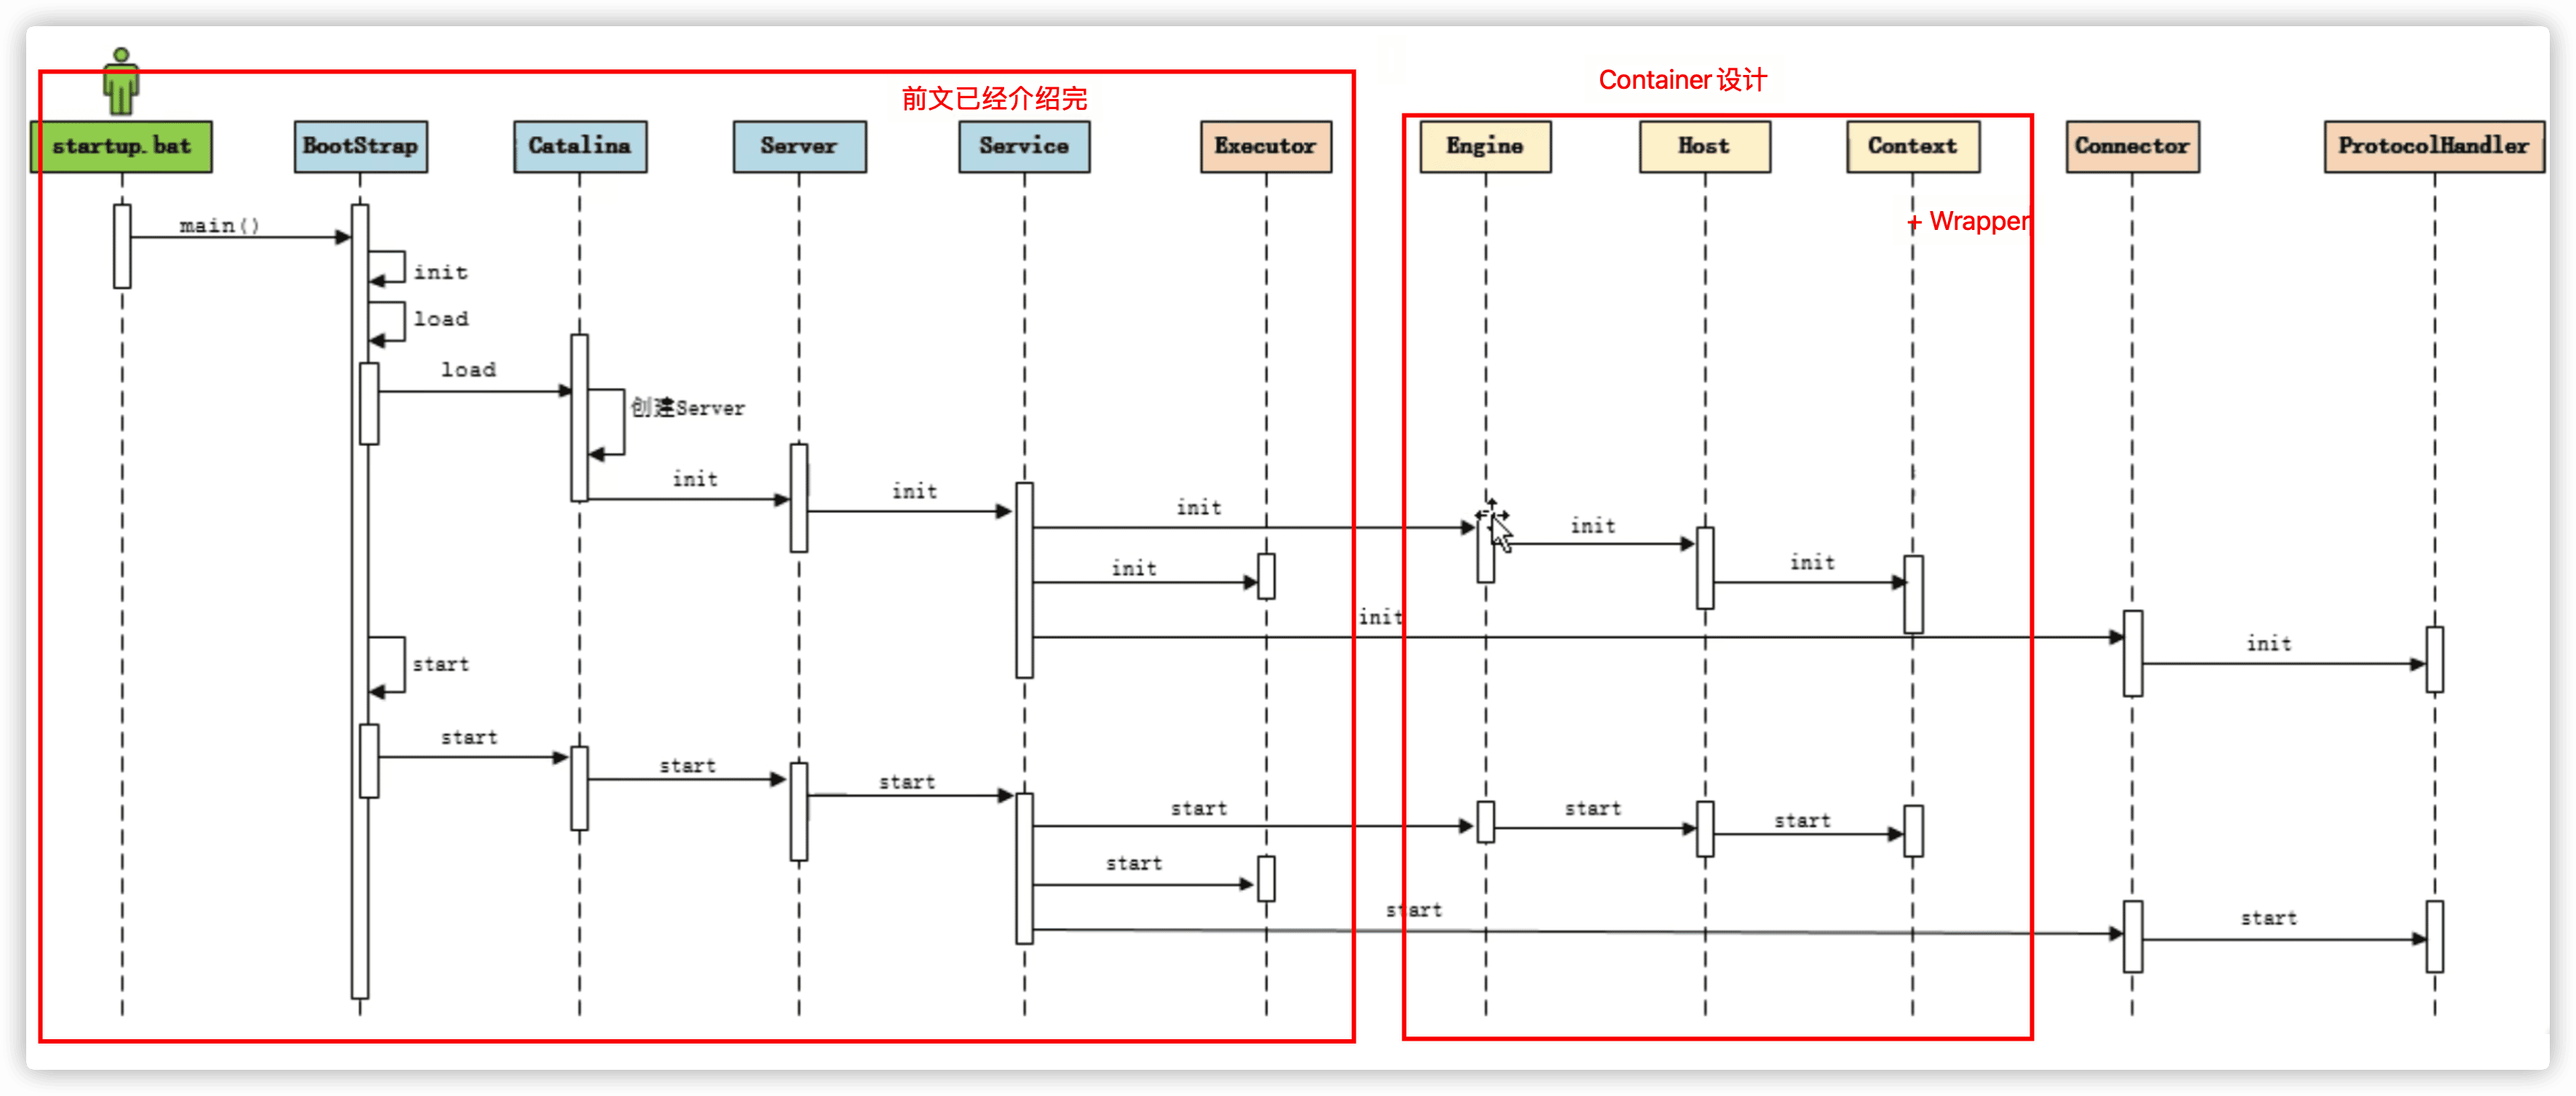 前文已经介绍完
Container 设计
startup.bat
BootStrap
Catalina
Server
Service
Executor
Engine
Host
Context
Connector
ProtocolHandler
+ Wrapper
main()
init
load
load
创建Server
init
init
init
init
init
init
init
init
start
start
start
start
start
start
start
start
start
start